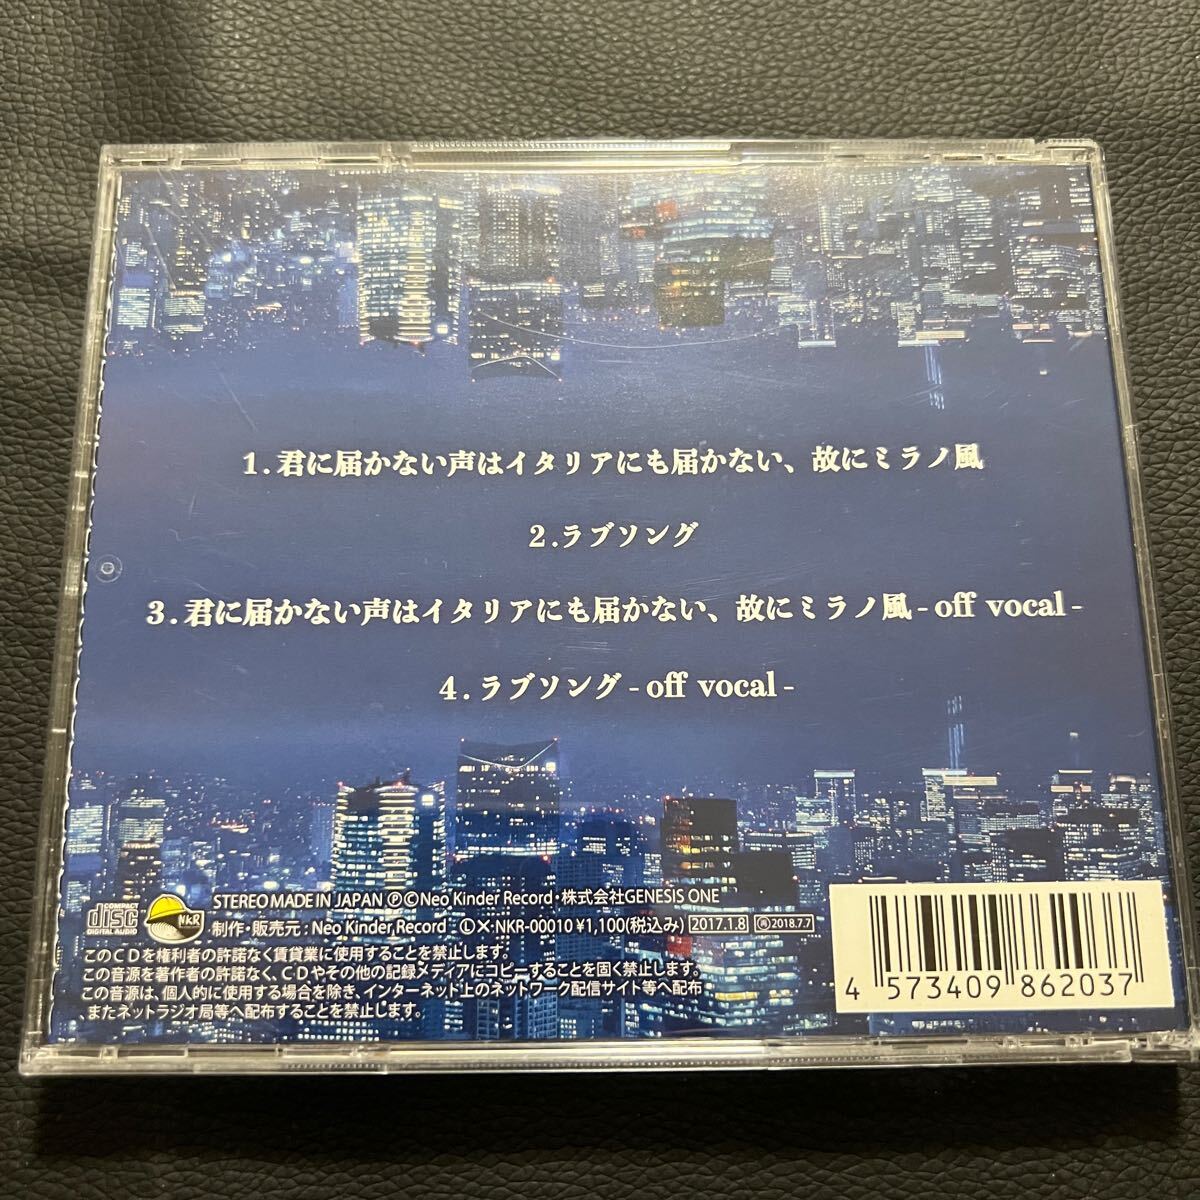 1.君に届かない声はイタリアにも届かない、故にミラノ風
2.ラブソング
3.君に届かない声はイタリアにも届かない、故にミラノ風-off vocal-
4.ラブソング-off vocal-
COMPACT
disc
DIGITAL AUDIO
NKR
STEREO MADE IN JAPAN ⓅⒸNeo Kinder Record・株式会社GENESIS ONE
制作・販売元：Neo Kinder Record Ⓛ✕・NKR-00010 ¥1,100(税込み) 2017.1.8 2018.7.7
このＣＤを権利者の許諾なく賃貸業に使用することを禁止します。
この音源を著作者の許諾なく、ＣＤやその他の記録メディアにコピーすることを固く禁止します。
この音源は、個人的に使用する場合を除き、インターネット上のネットワーク配信サイト等へ配布
、またネットラジオ局等へ配布することを禁止します。
4 573409 862037